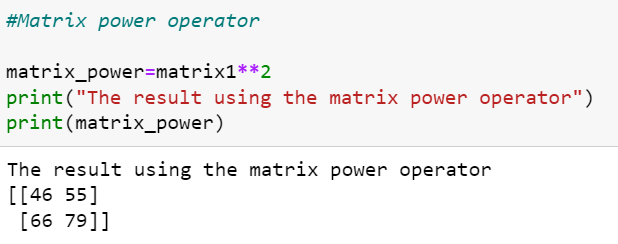 #Matrix power operator
matrix_power=matrix1**2
print("The result using the matrix power operator")
print(matrix_power)
The result using the matrix power operator
[[46 55]
 [66 79]]